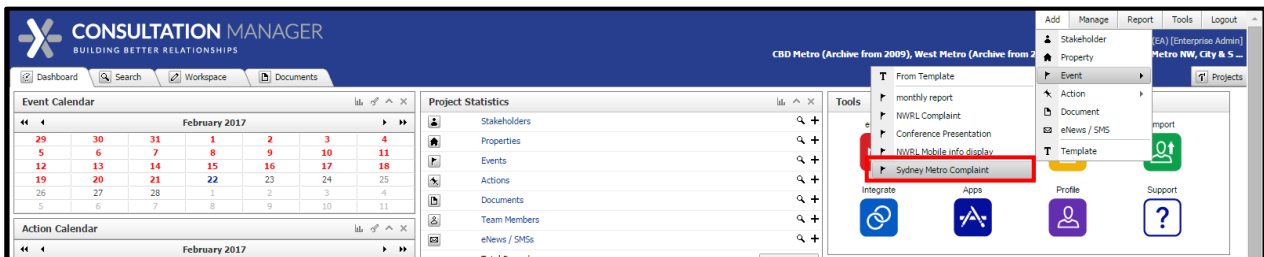 Add Manage Report Tools Logout
CONSULTATION MANAGER
BUILDING BETTER RELATIONSHIPS
(EA) [Enterprise Admin]
CBD Metro (Archive from 2009), West Metro (Archive from 2
Metro NW, City & S ...
Dashboard Search Workspace Documents
Projects
Stakeholder
Property
Event
Action
Document
eNews / SMS
T Template
T From Template
monthly report
NWRL Complaint
Conference Presentation
NWRL Mobile info display
Sydney Metro Complaint
Event Calendar
February 2017
29 30 31 1 2 3 4
5 6 7 8 9 10 11
12 13 14 15 16 17 18
19 20 21 22 23 24 25
26 27 28 1 2 3 4
5 6 7 8 9 10 11
Action Calendar
February 2017
Project Statistics
Stakeholders
Properties
Events
Actions
Documents
Team Members
eNews / SMSs
Tools
Integrate Apps Profile Support